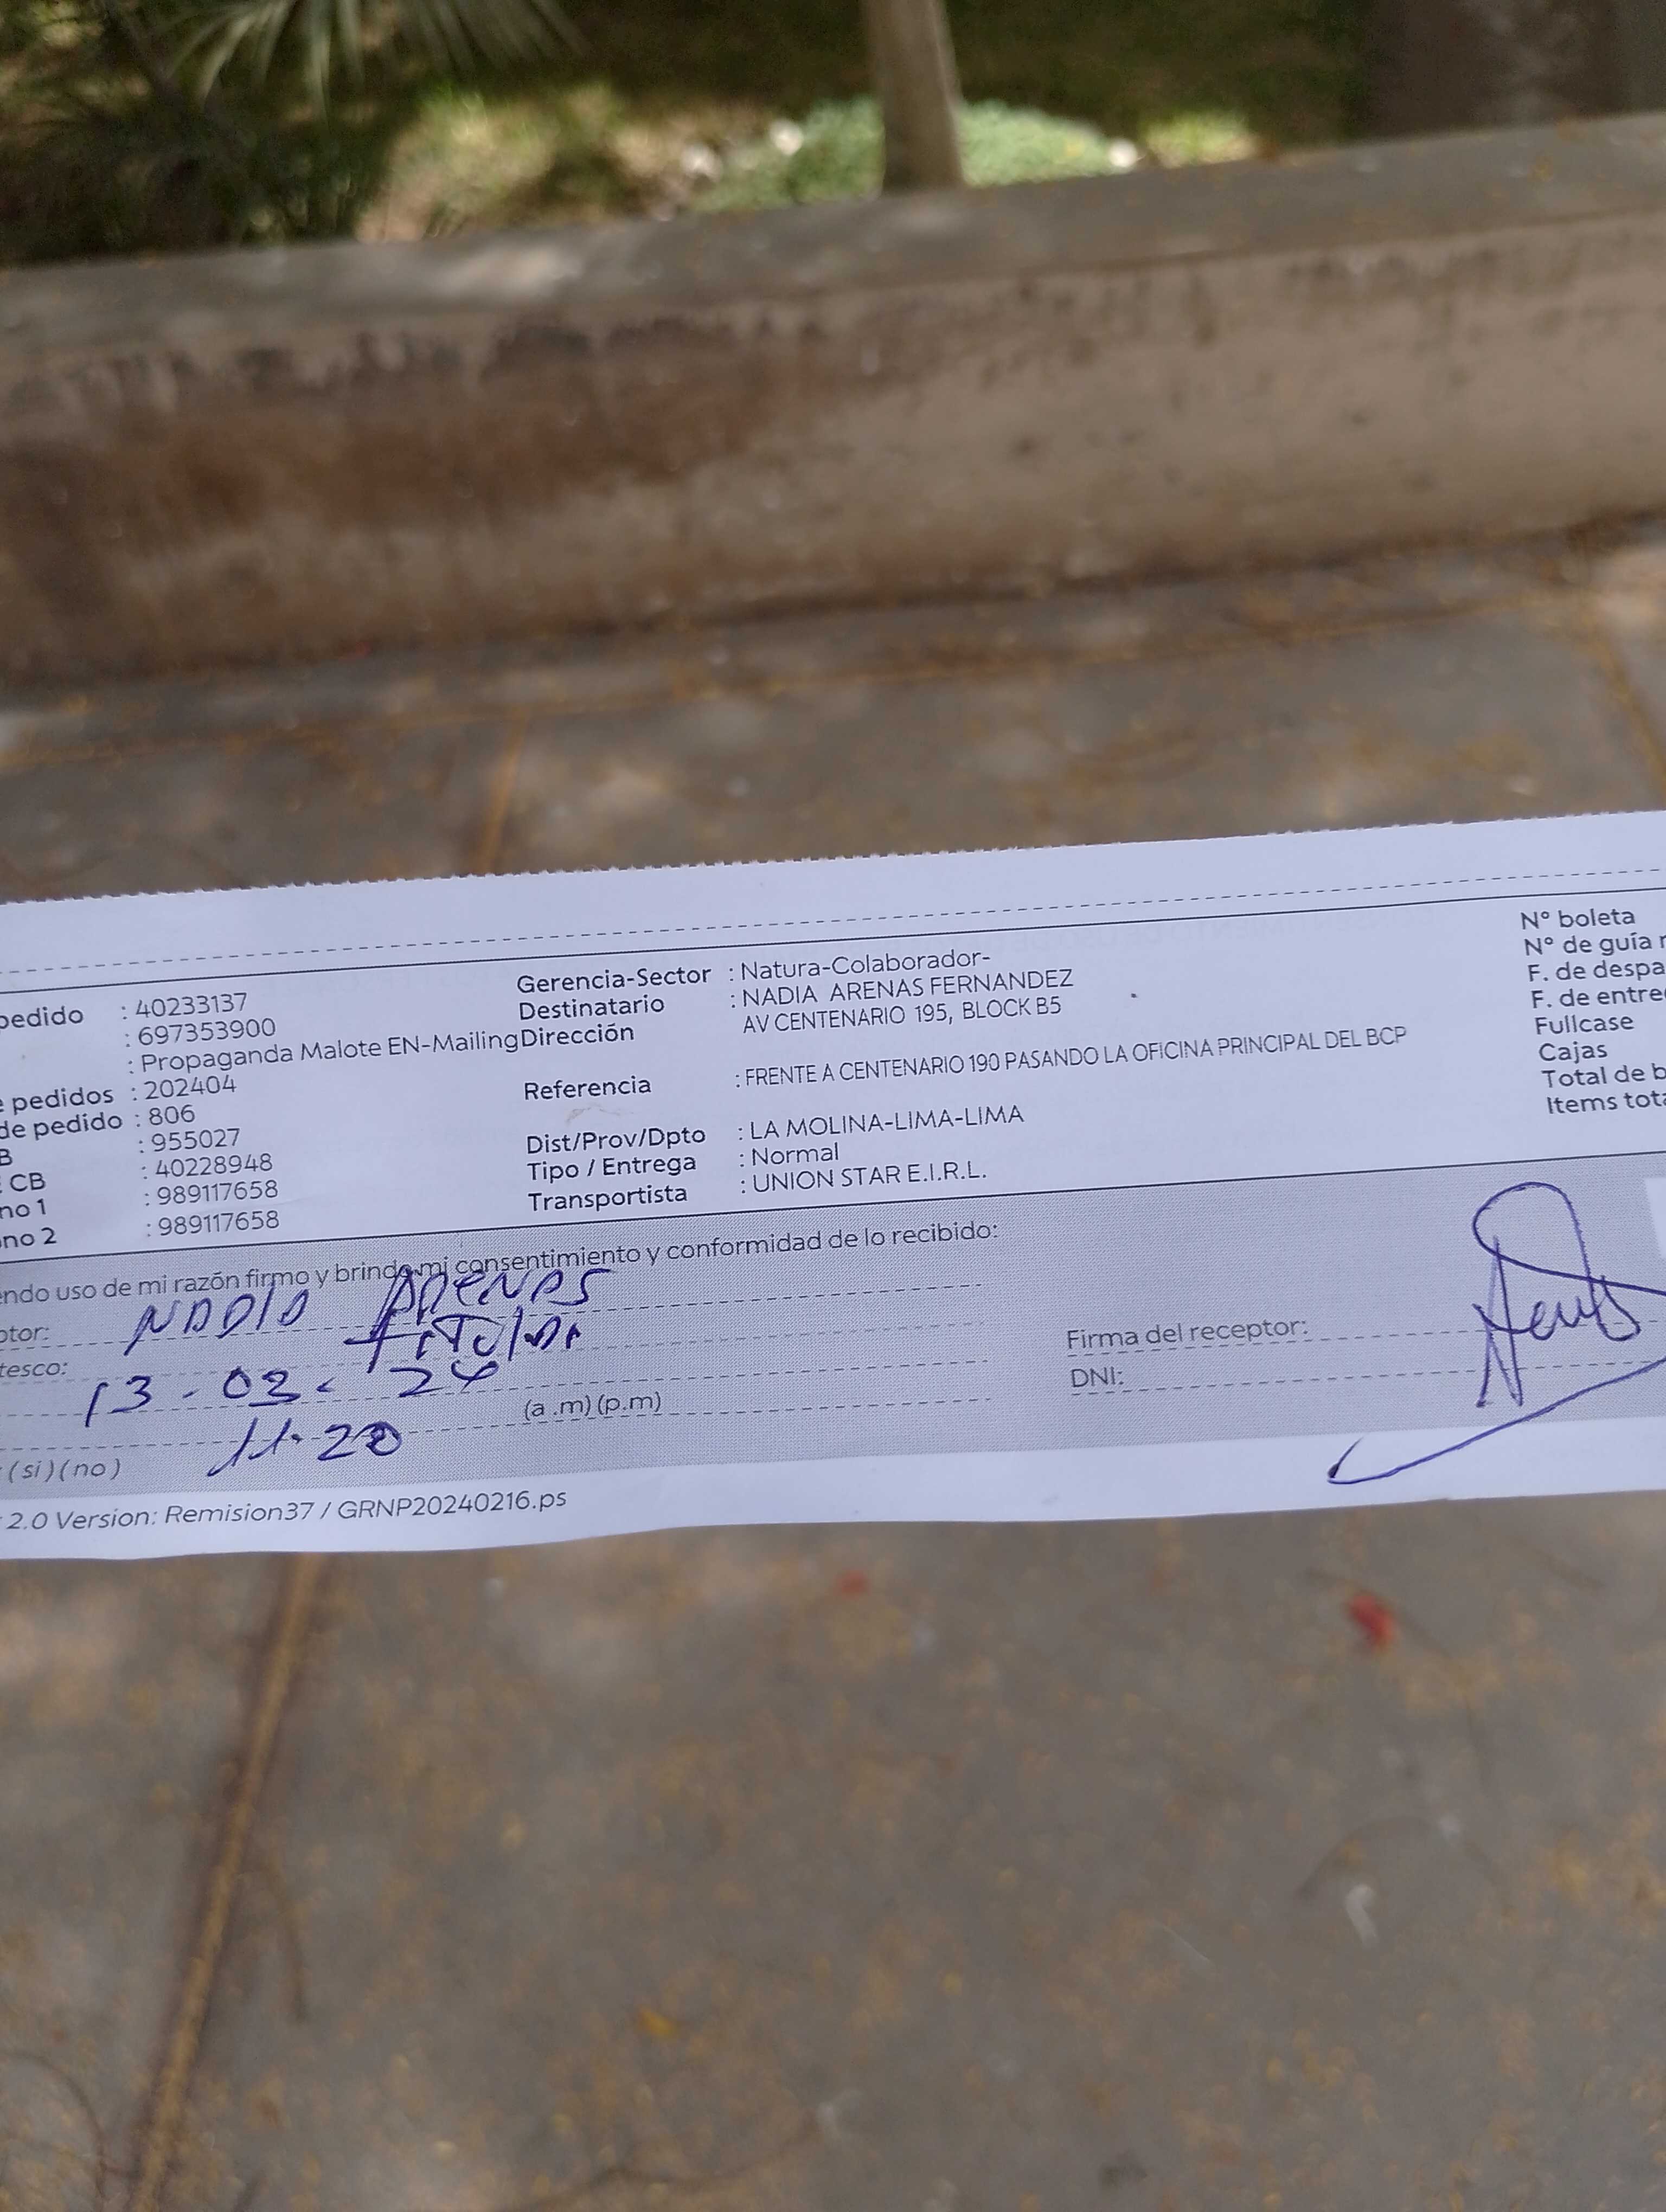 pedido : 40233137
: 697353900
: Propaganda Malote EN-Mailing
pedidos : 202404
de pedido : 806
B : 955027
CB : 40228948
no 1 : 989117658
no 2 : 989117658
Gerencia-Sector : Natura-Colaborador-
Destinatario : NADIA ARENAS FERNANDEZ
Dirección AV CENTENARIO 195, BLOCK B5
Referencia : FRENTE A CENTENARIO 190 PASANDO LA OFICINA PRINCIPAL DEL BCP
Dist/Prov/Dpto : LA MOLINA-LIMA-LIMA
Tipo / Entrega : Normal
Transportista : UNION STAR E.I.R.L.
N° boleta
N° de guía r
F. de despa
F. de entre
Fullcase
Cajas
Total de b
Items tota
endo uso de mi razón firmo y brindo mi consentimiento y conformidad de lo recibido:
ptor: NADIA ARENAS
tesco: TITULAR
13-03-24
11:20 (a .m) (p.m)
(si) (no)
Firma del receptor:
DNI:
2.0 Version: Remision37 / GRNP20240216.ps